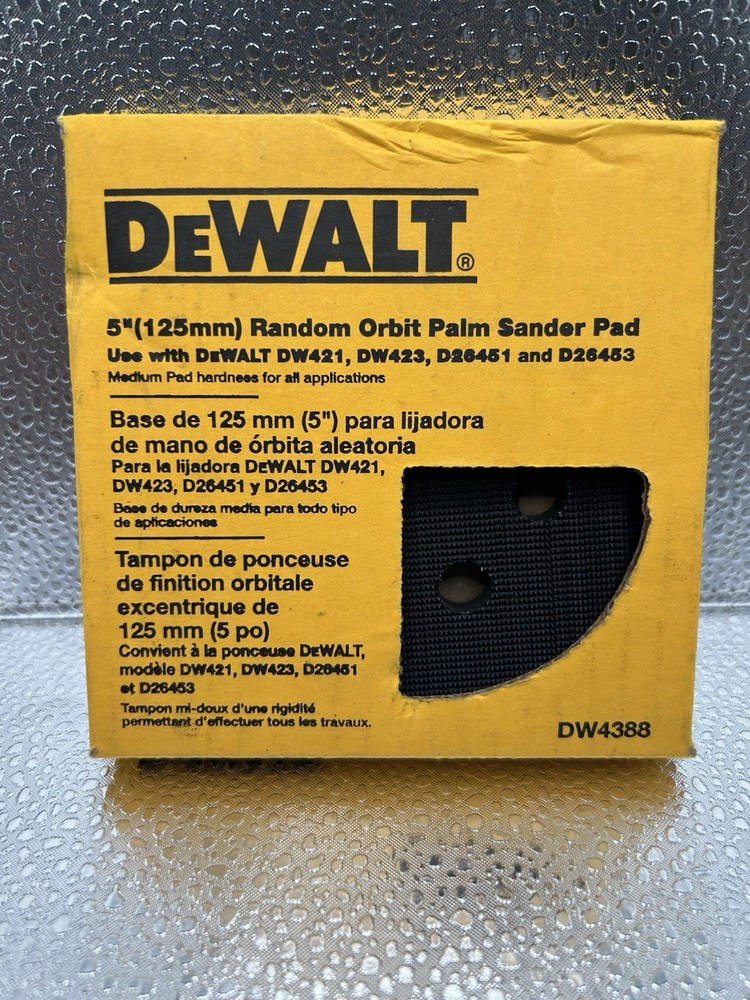 DEWALT®
5"(125mm) Random Orbit Palm Sander Pad
Use with DEWALT DW421, DW423, D26451 and D26453
Medium Pad hardness for all applications
Base de 125 mm (5") para lijadora
de mano de órbita aleatoria
Para la lijadora DEWALT DW421,
DW423, D26451 y D26453
Base de dureza media para todo tipo
de aplicaciones
Tampon de ponceuse
de finition orbitale
excentrique de
125 mm (5 po)
Convient à la ponceuse DEWALT,
modèle DW421, DW423, D26451
et D26453
Tampon mi-doux d'une rigidité
permettant d'effectuer tous les travaux.
DW4388